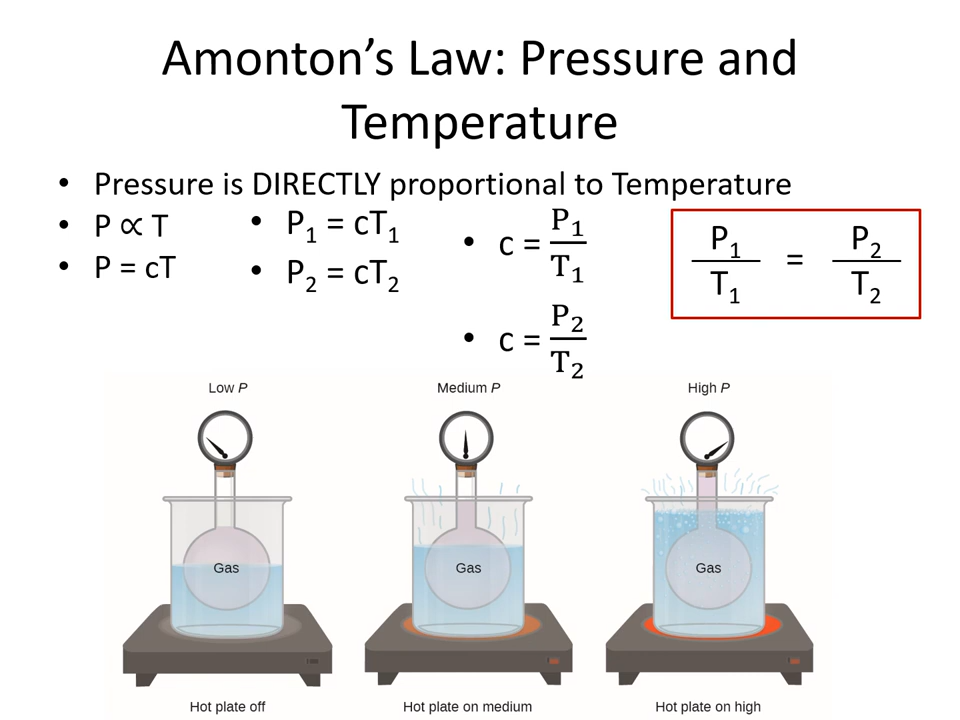 Amonton’s Law: Pressure and
Temperature
• Pressure is DIRECTLY proportional to Temperature
• P ∝ T
• P = cT
• P₁ = cT₁
• P₂ = cT₂
• c = P₁/T₁
• c = P₂/T₂
P₁/T₁ = P₂/T₂
Low P
Medium P
High P
Gas
Gas
Gas
Hot plate off
Hot plate on medium
Hot plate on high